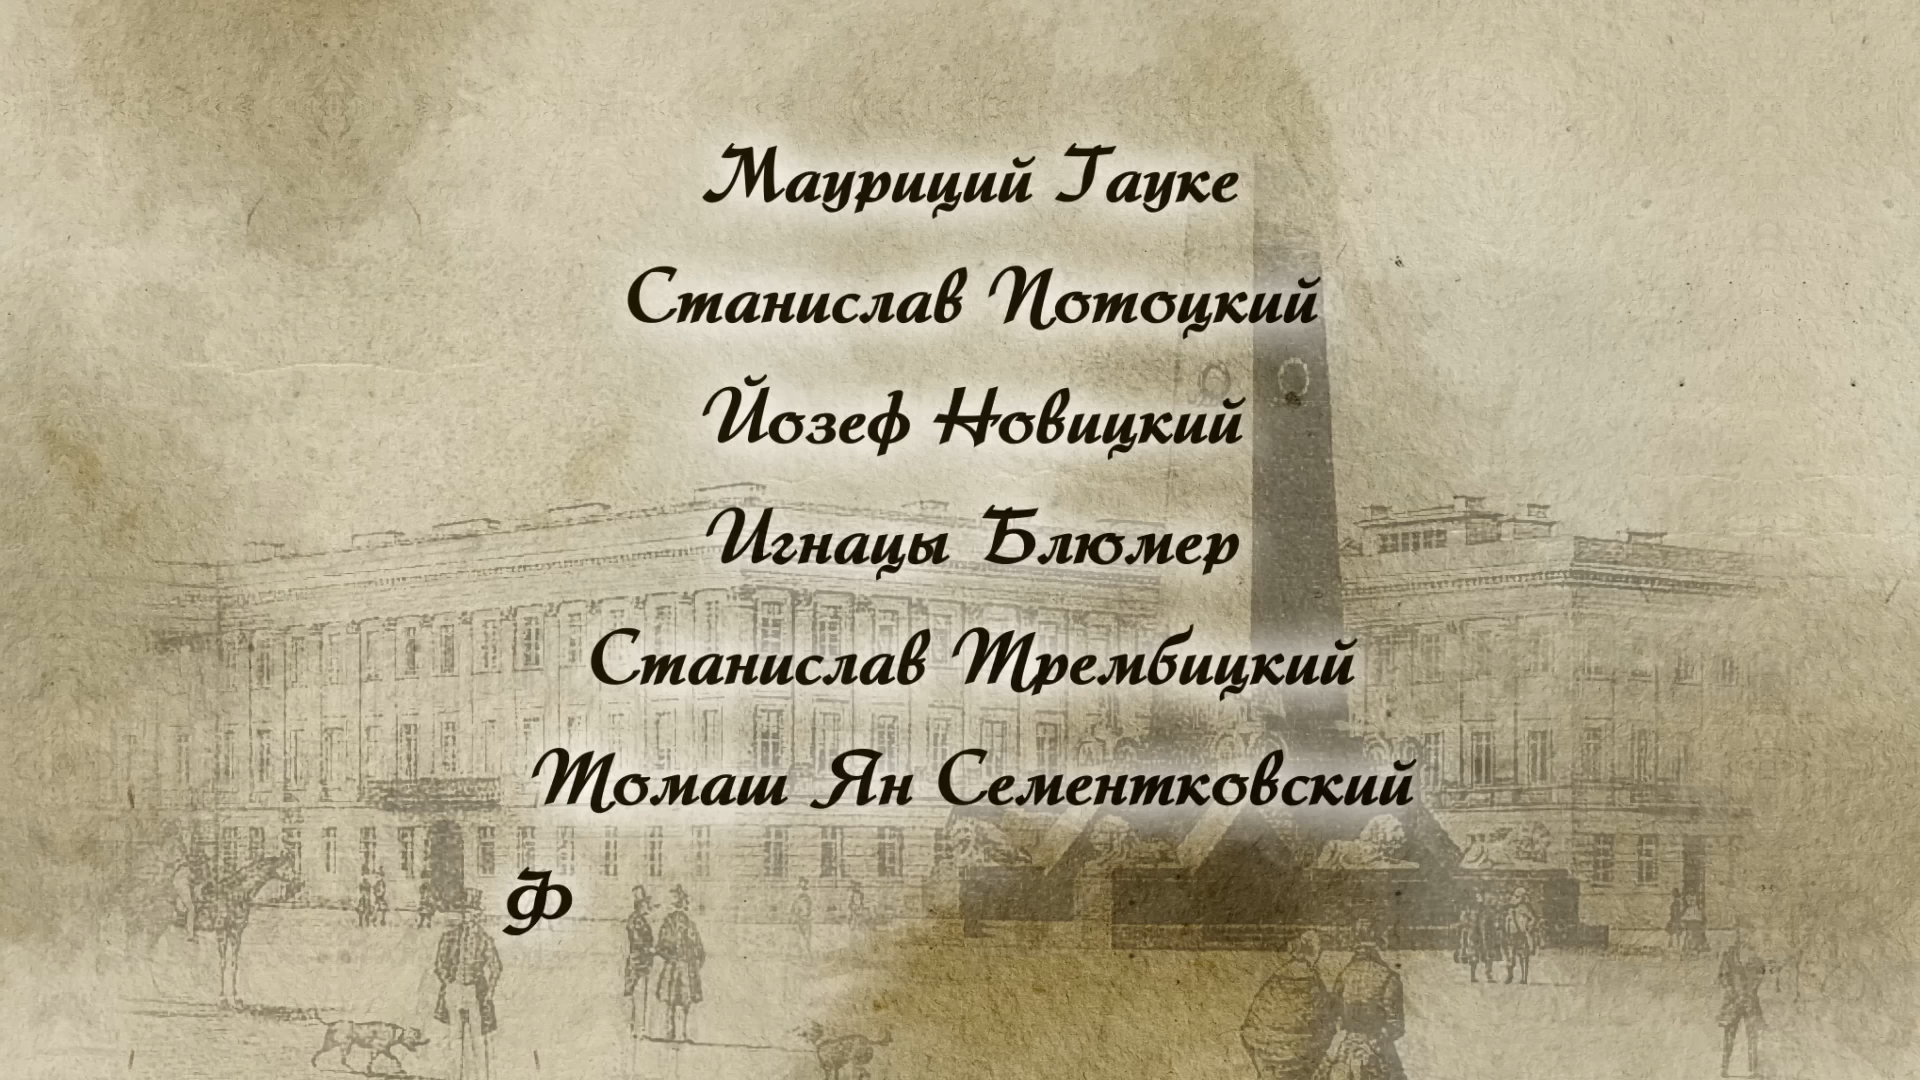 Мауриций Гауке
Станислав Потоцкий
Йозеф Новицкий
Игнацы Блюмер
Станислав Трембицкий
Томаш Ян Сементковский
Ф